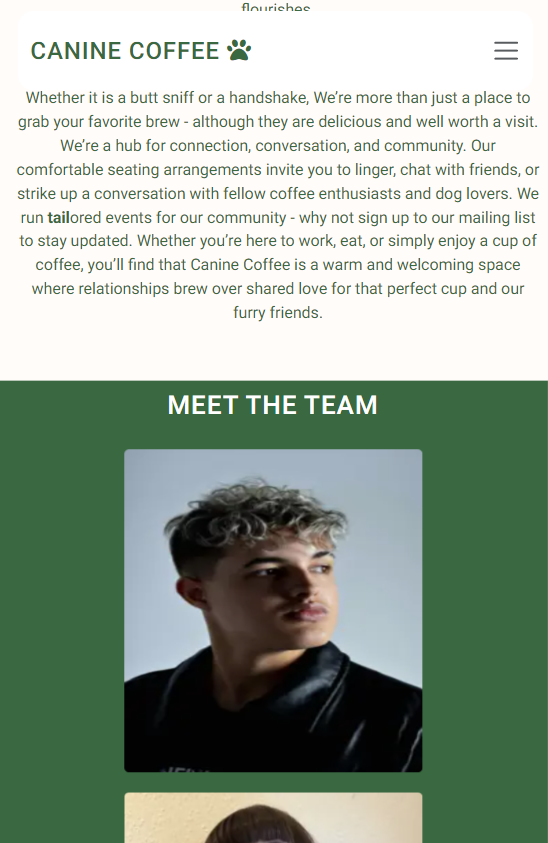 flourishes
CANINE COFFEE
Whether it is a butt sniff or a handshake, We’re more than just a place to
grab your favorite brew - although they are delicious and well worth a visit.
We’re a hub for connection, conversation, and community. Our
comfortable seating arrangements invite you to linger, chat with friends, or
strike up a conversation with fellow coffee enthusiasts and dog lovers. We
run tailored events for our community - why not sign up to our mailing list
to stay updated. Whether you’re here to work, eat, or simply enjoy a cup of
coffee, you’ll find that Canine Coffee is a warm and welcoming space
where relationships brew over shared love for that perfect cup and our
furry friends.
MEET THE TEAM